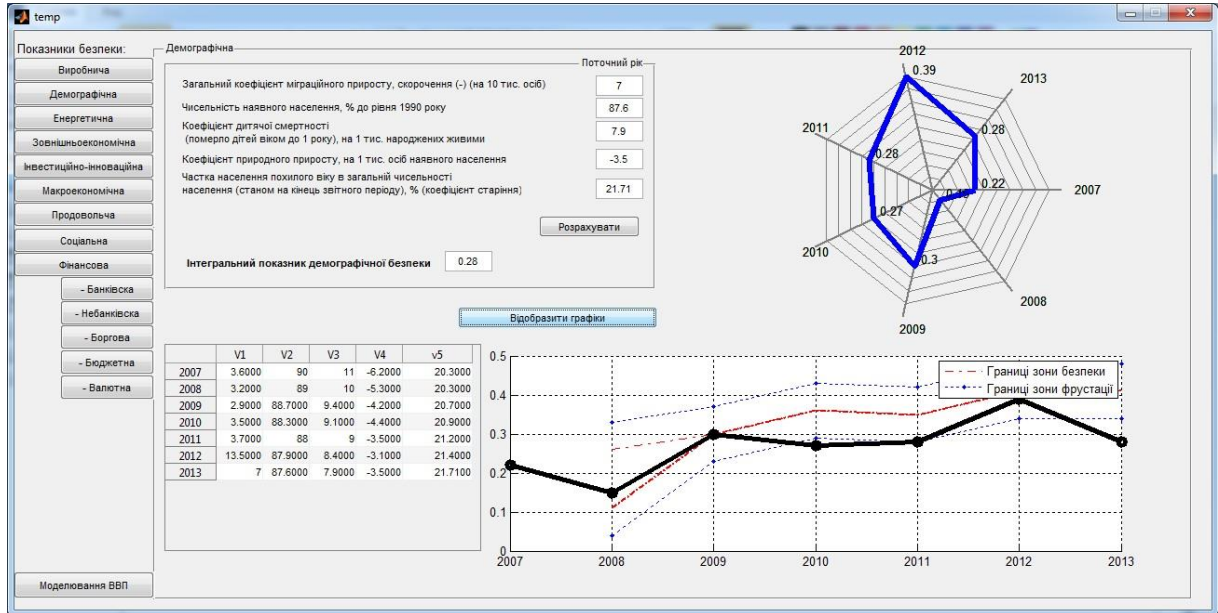 temp
Показники безпеки:
Виробнича
Демографічна
Енергетична
Зовнішньоекономічна
Інвестиційно-інноваційна
Макроекономічна
Продовольча
Соціальна
Фінансова
- Банківска
- Небанківска
- Боргова
- Бюджетна
- Валютна
Моделювання ВВП
Демографічна
Поточний рік
Загальний коефіцієнт міграційного приросту, скорочення (-) (на 10 тис. осіб) 7
Чисельність наявного населення, % до рівня 1990 року 87.6
Коефіцієнт дитячої смертності
(померло дітей віком до 1 року), на 1 тис. народжених живими 7.9
Коефіцієнт природного приросту, на 1 тис. осіб наявного населення -3.5
Частка населення похилого віку в загальній чисельності
населення (станом на кінець звітного періоду), % (коефіцієнт старіння) 21.71
Розрахувати
Інтегральний показник демографічної безпеки 0.28
Відобразити графіки
2012
0.39
2013
0.28
2011
0.28
0.22
2007
0.27
2010
0.3
2008
2009
V1 V2 V3 V4 v5
2007 3.6000 90 11 -6.2000 20.3000
2008 3.2000 89 10 -5.3000 20.3000
2009 2.9000 88.7000 9.4000 -4.2000 20.7000
2010 3.5000 88.3000 9.1000 -4.4000 20.9000
2011 3.7000 88 9 -3.5000 21.2000
2012 13.5000 87.9000 8.4000 -3.1000 21.4000
2013 7 87.6000 7.9000 -3.5000 21.7100
0.5
0.4
0.3
0.2
0.1
0
2007 2008 2009 2010 2011 2012 2013
Границі зони безпеки
Границі зони фрустації